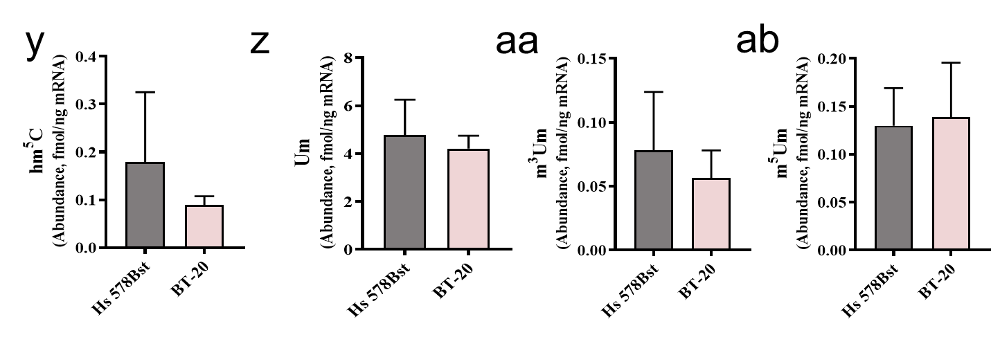 y
hm⁵C
(Abundance, fmol/ng mRNA)
0.4
0.3
0.2
0.1
0.0
Hs 578Bst
BT-20
z
Um
(Abundance, fmol/ng mRNA)
8
6
4
2
0
Hs 578Bst
BT-20
aa
m³Um
(Abundance, fmol/ng mRNA)
0.15
0.10
0.05
0.00
Hs 578Bst
BT-20
ab
m⁵Um
(Abundance, fmol/ng mRNA)
0.20
0.15
0.10
0.05
0.00
Hs 578Bst
BT-20